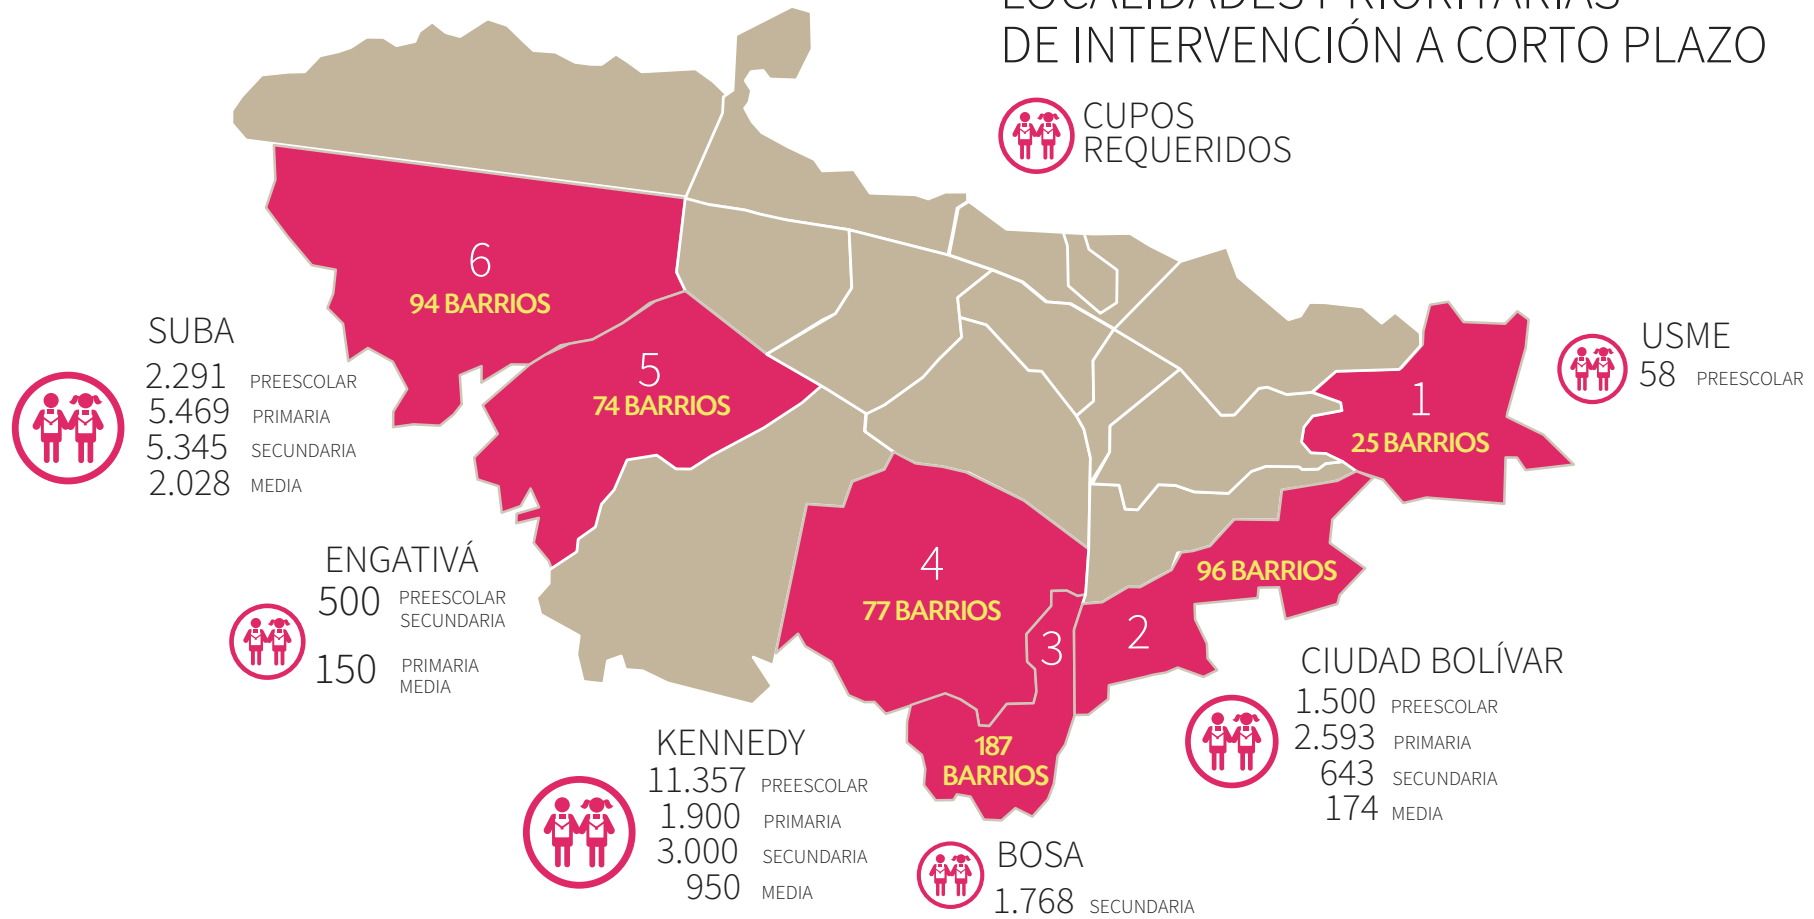 LOCALIDADES PRIORITARIAS
DE INTERVENCIÓN A CORTO PLAZO
CUPOS
REQUERIDOS
6
94 BARRIOS
5
74 BARRIOS
4
77 BARRIOS
3
187
BARRIOS
2
96 BARRIOS
1
25 BARRIOS
SUBA
2.291 PREESCOLAR
5.469 PRIMARIA
5.345 SECUNDARIA
2.028 MEDIA
ENGATIVÁ
500 PREESCOLAR
SECUNDARIA
150 PRIMARIA
MEDIA
KENNEDY
11.357 PREESCOLAR
1.900 PRIMARIA
3.000 SECUNDARIA
950 MEDIA
BOSA
1.768 SECUNDARIA
CIUDAD BOLÍVAR
1.500 PREESCOLAR
2.593 PRIMARIA
643 SECUNDARIA
174 MEDIA
USME
58 PREESCOLAR